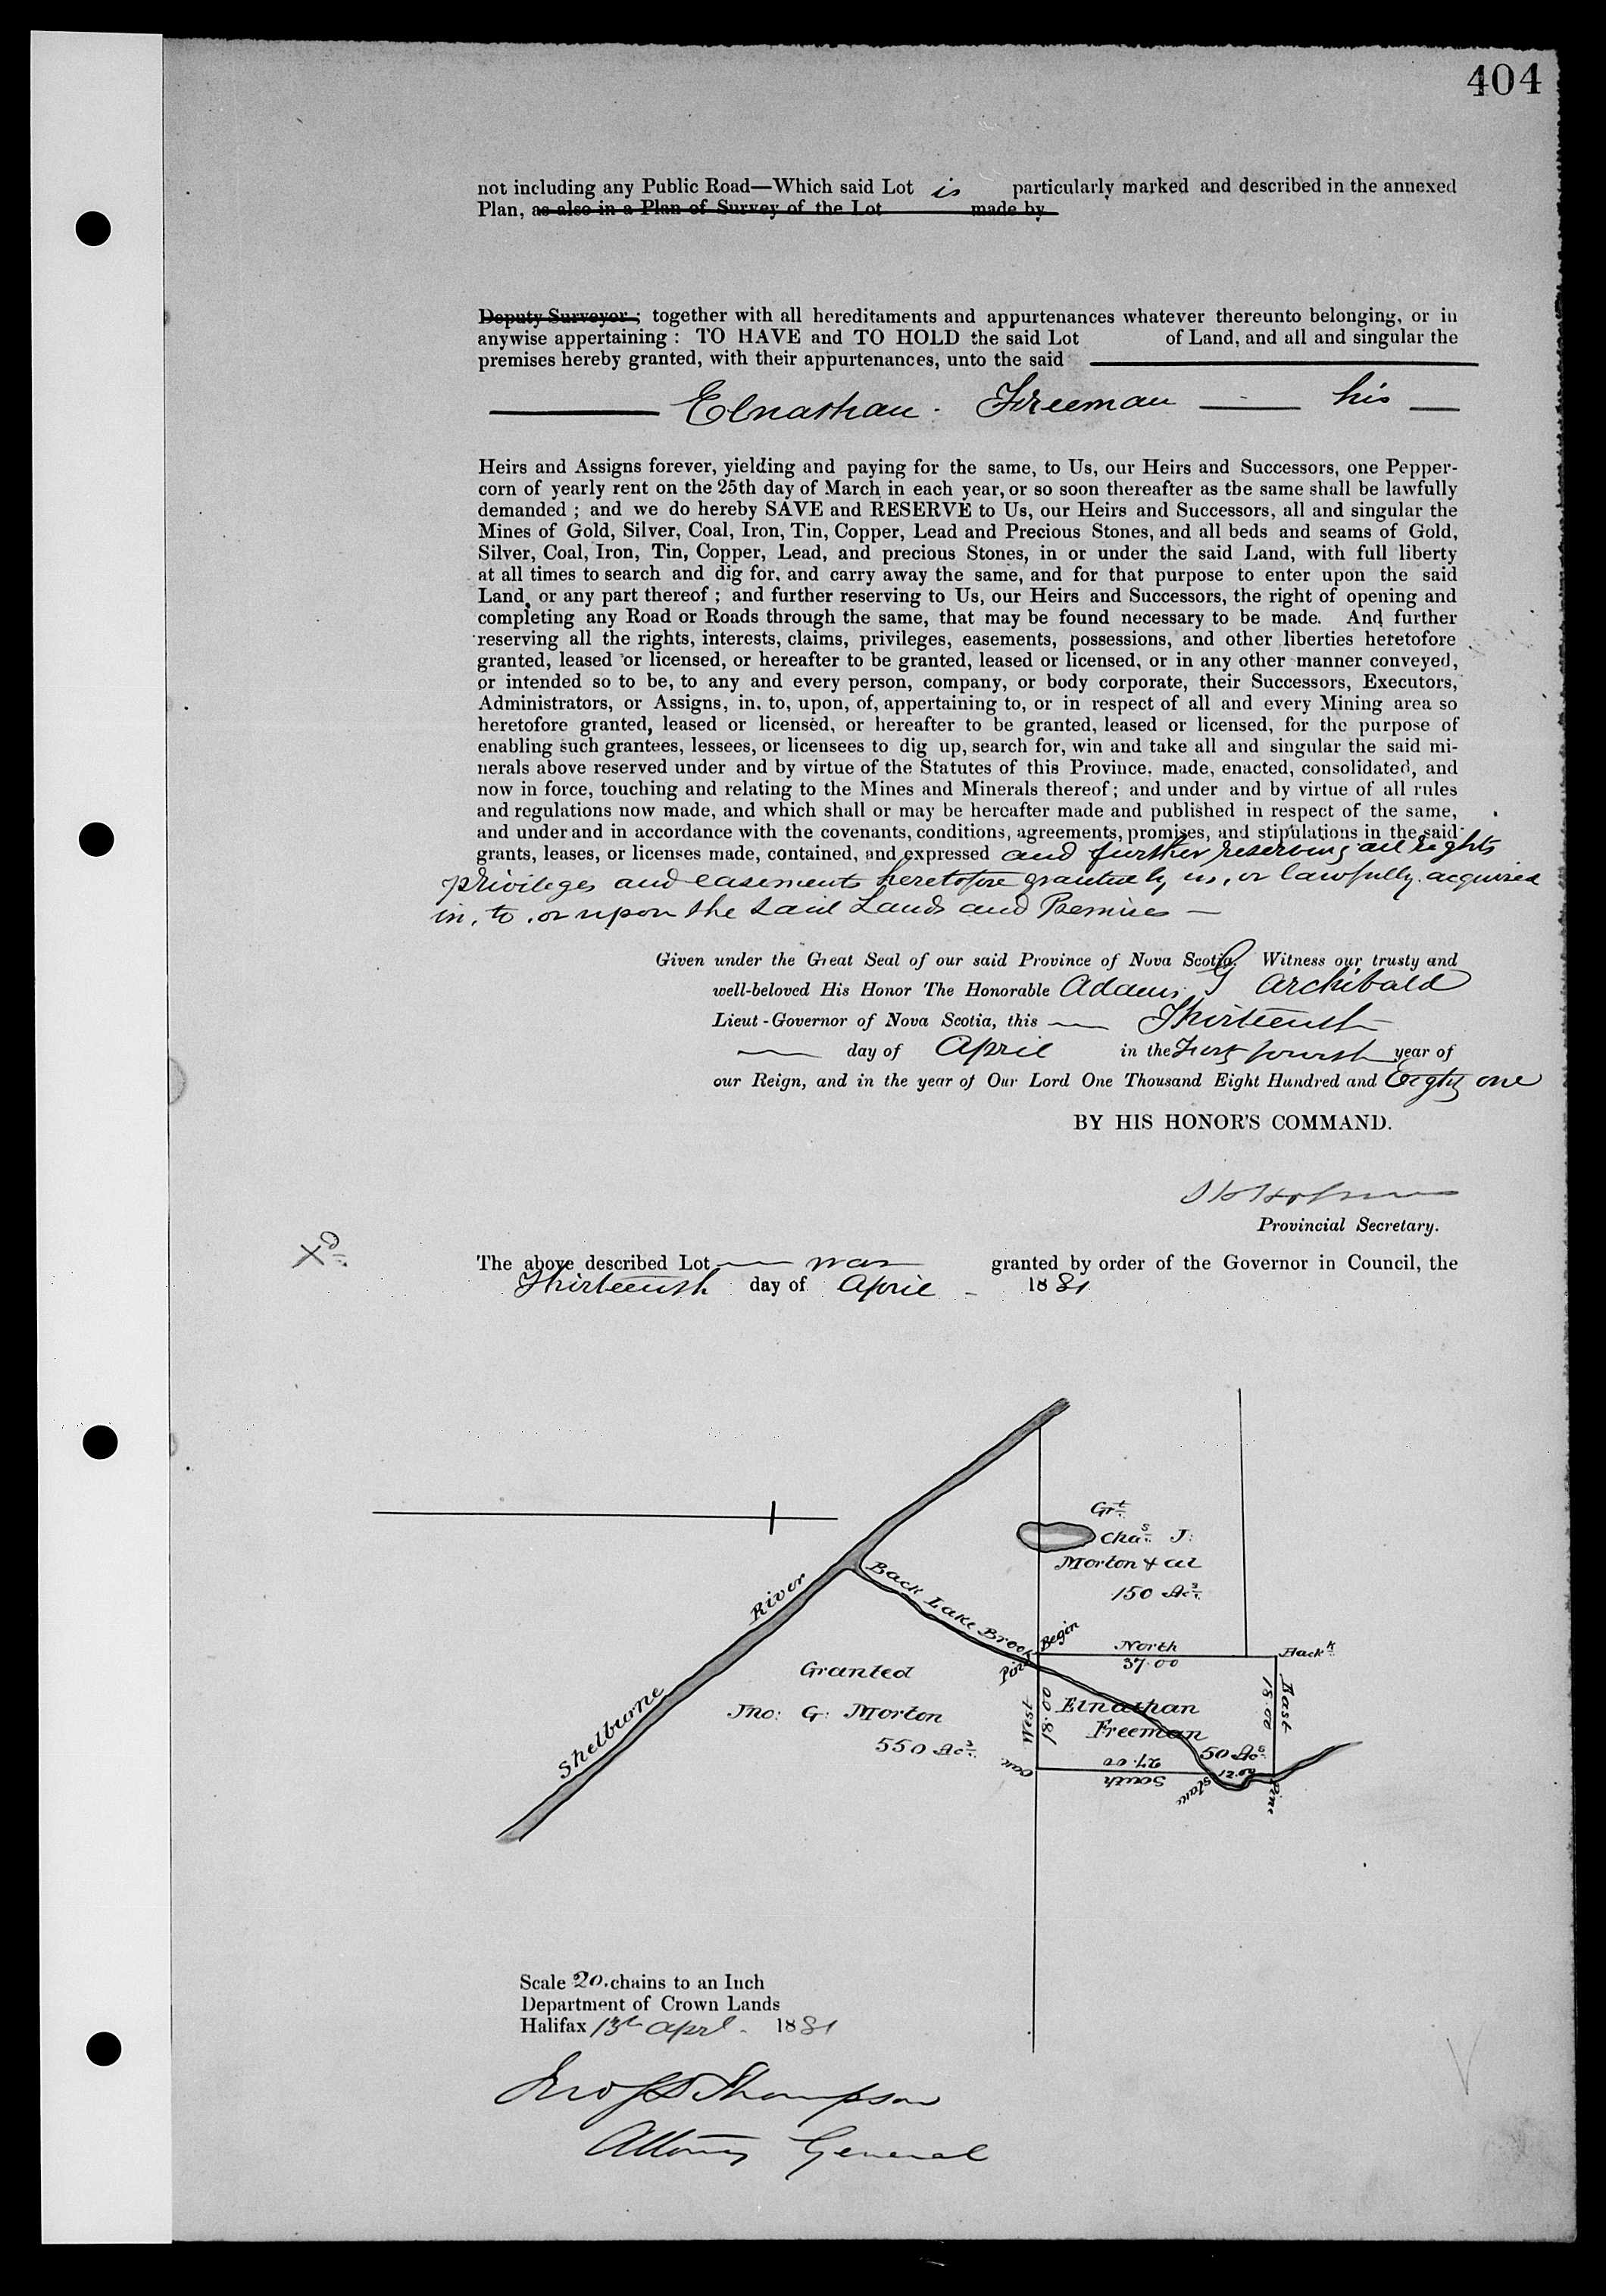 404
not including any Public Road—Which said Lot is particularly marked and described in the annexed
Plan, as also in a Plan of Survey of the Lot made by
Deputy Surveyor; together with all hereditaments and appurtenances whatever thereunto belonging, or in
anywise appertaining : TO HAVE and TO HOLD the said Lot of Land, and all and singular the
premises hereby granted, with their appurtenances, unto the said
Elnathan Freeman — his —
Heirs and Assigns forever, yielding and paying for the same, to Us, our Heirs and Successors, one Pepper-
corn of yearly rent on the 25th day of March in each year, or so soon thereafter as the same shall be lawfully
demanded ; and we do hereby SAVE and RESERVE to Us, our Heirs and Successors, all and singular the
Mines of Gold, Silver, Coal, Iron, Tin, Copper, Lead and Precious Stones, and all beds and seams of Gold,
Silver, Coal, Iron, Tin, Copper, Lead, and precious Stones, in or under the said Land, with full liberty
at all times to search and dig for, and carry away the same, and for that purpose to enter upon the said
Land, or any part thereof ; and further reserving to Us, our Heirs and Successors, the right of opening and
completing any Road or Roads through the same, that may be found necessary to be made. And further
reserving all the rights, interests, claims, privileges, easements, possessions, and other liberties heretofore
granted, leased or licensed, or hereafter to be granted, leased or licensed, or in any other manner conveyed,
or intended so to be, to any and every person, company, or body corporate, their Successors, Executors,
Administrators, or Assigns, in, to, upon, of, appertaining to, or in respect of all and every Mining area so
heretofore granted, leased or licensed, or hereafter to be granted, leased or licensed, for the purpose of
enabling such grantees, lessees, or licensees to dig up, search for, win and take all and singular the said mi-
nerals above reserved under and by virtue of the Statutes of this Province, made, enacted, consolidated, and
now in force, touching and relating to the Mines and Minerals thereof ; and under and by virtue of all rules
and regulations now made, and which shall or may be hereafter made and published in respect of the same,
and under and in accordance with the covenants, conditions, agreements, promises, and stipulations in the said
grants, leases, or licenses made, contained, and expressed and further reserving all rights
privileges and easements heretofore granted by us, or lawfully acquired
in, to, or upon the said Lands and Premises —
Given under the Great Seal of our said Province of Nova Scotia. Witness our trusty and
well-beloved His Honor The Honorable Adams G Archibald
Lieut-Governor of Nova Scotia, this — Thirteenth
— day of April in the Forty fourth year of
our Reign, and in the year of Our Lord One Thousand Eight Hundred and Eighty one
BY HIS HONOR'S COMMAND.
Provincial Secretary.
Xd
The above described Lot — was granted by order of the Governor in Council, the
Thirteenth day of April - 1881
Grt
Chas. J:
Morton & al
150 Acs.
Shelburne River
Back Lake Brook
Begin
Pine
North
37.00
Hack k
Granted
Jno: G: Morton
550 Acs.
West
18.00
Elnathan
Freeman
50 Acs
East
18.00
Oak
27.00
South
Stake
12.00
Pine
Scale 20. chains to an Inch
Department of Crown Lands
Halifax 13th Aprl. 1881
Jno S D Thompson
Attorney General